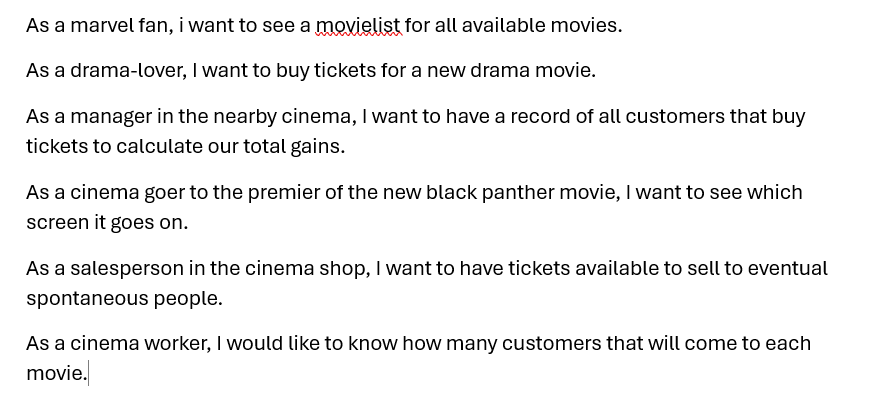 As a marvel fan, i want to see a movielist for all available movies.
As a drama-lover, I want to buy tickets for a new drama movie.
As a manager in the nearby cinema, I want to have a record of all customers that buy
tickets to calculate our total gains.
As a cinema goer to the premier of the new black panther movie, I want to see which
screen it goes on.
As a salesperson in the cinema shop, I want to have tickets available to sell to eventual
spontaneous people.
As a cinema worker, I would like to know how many customers that will come to each
movie.